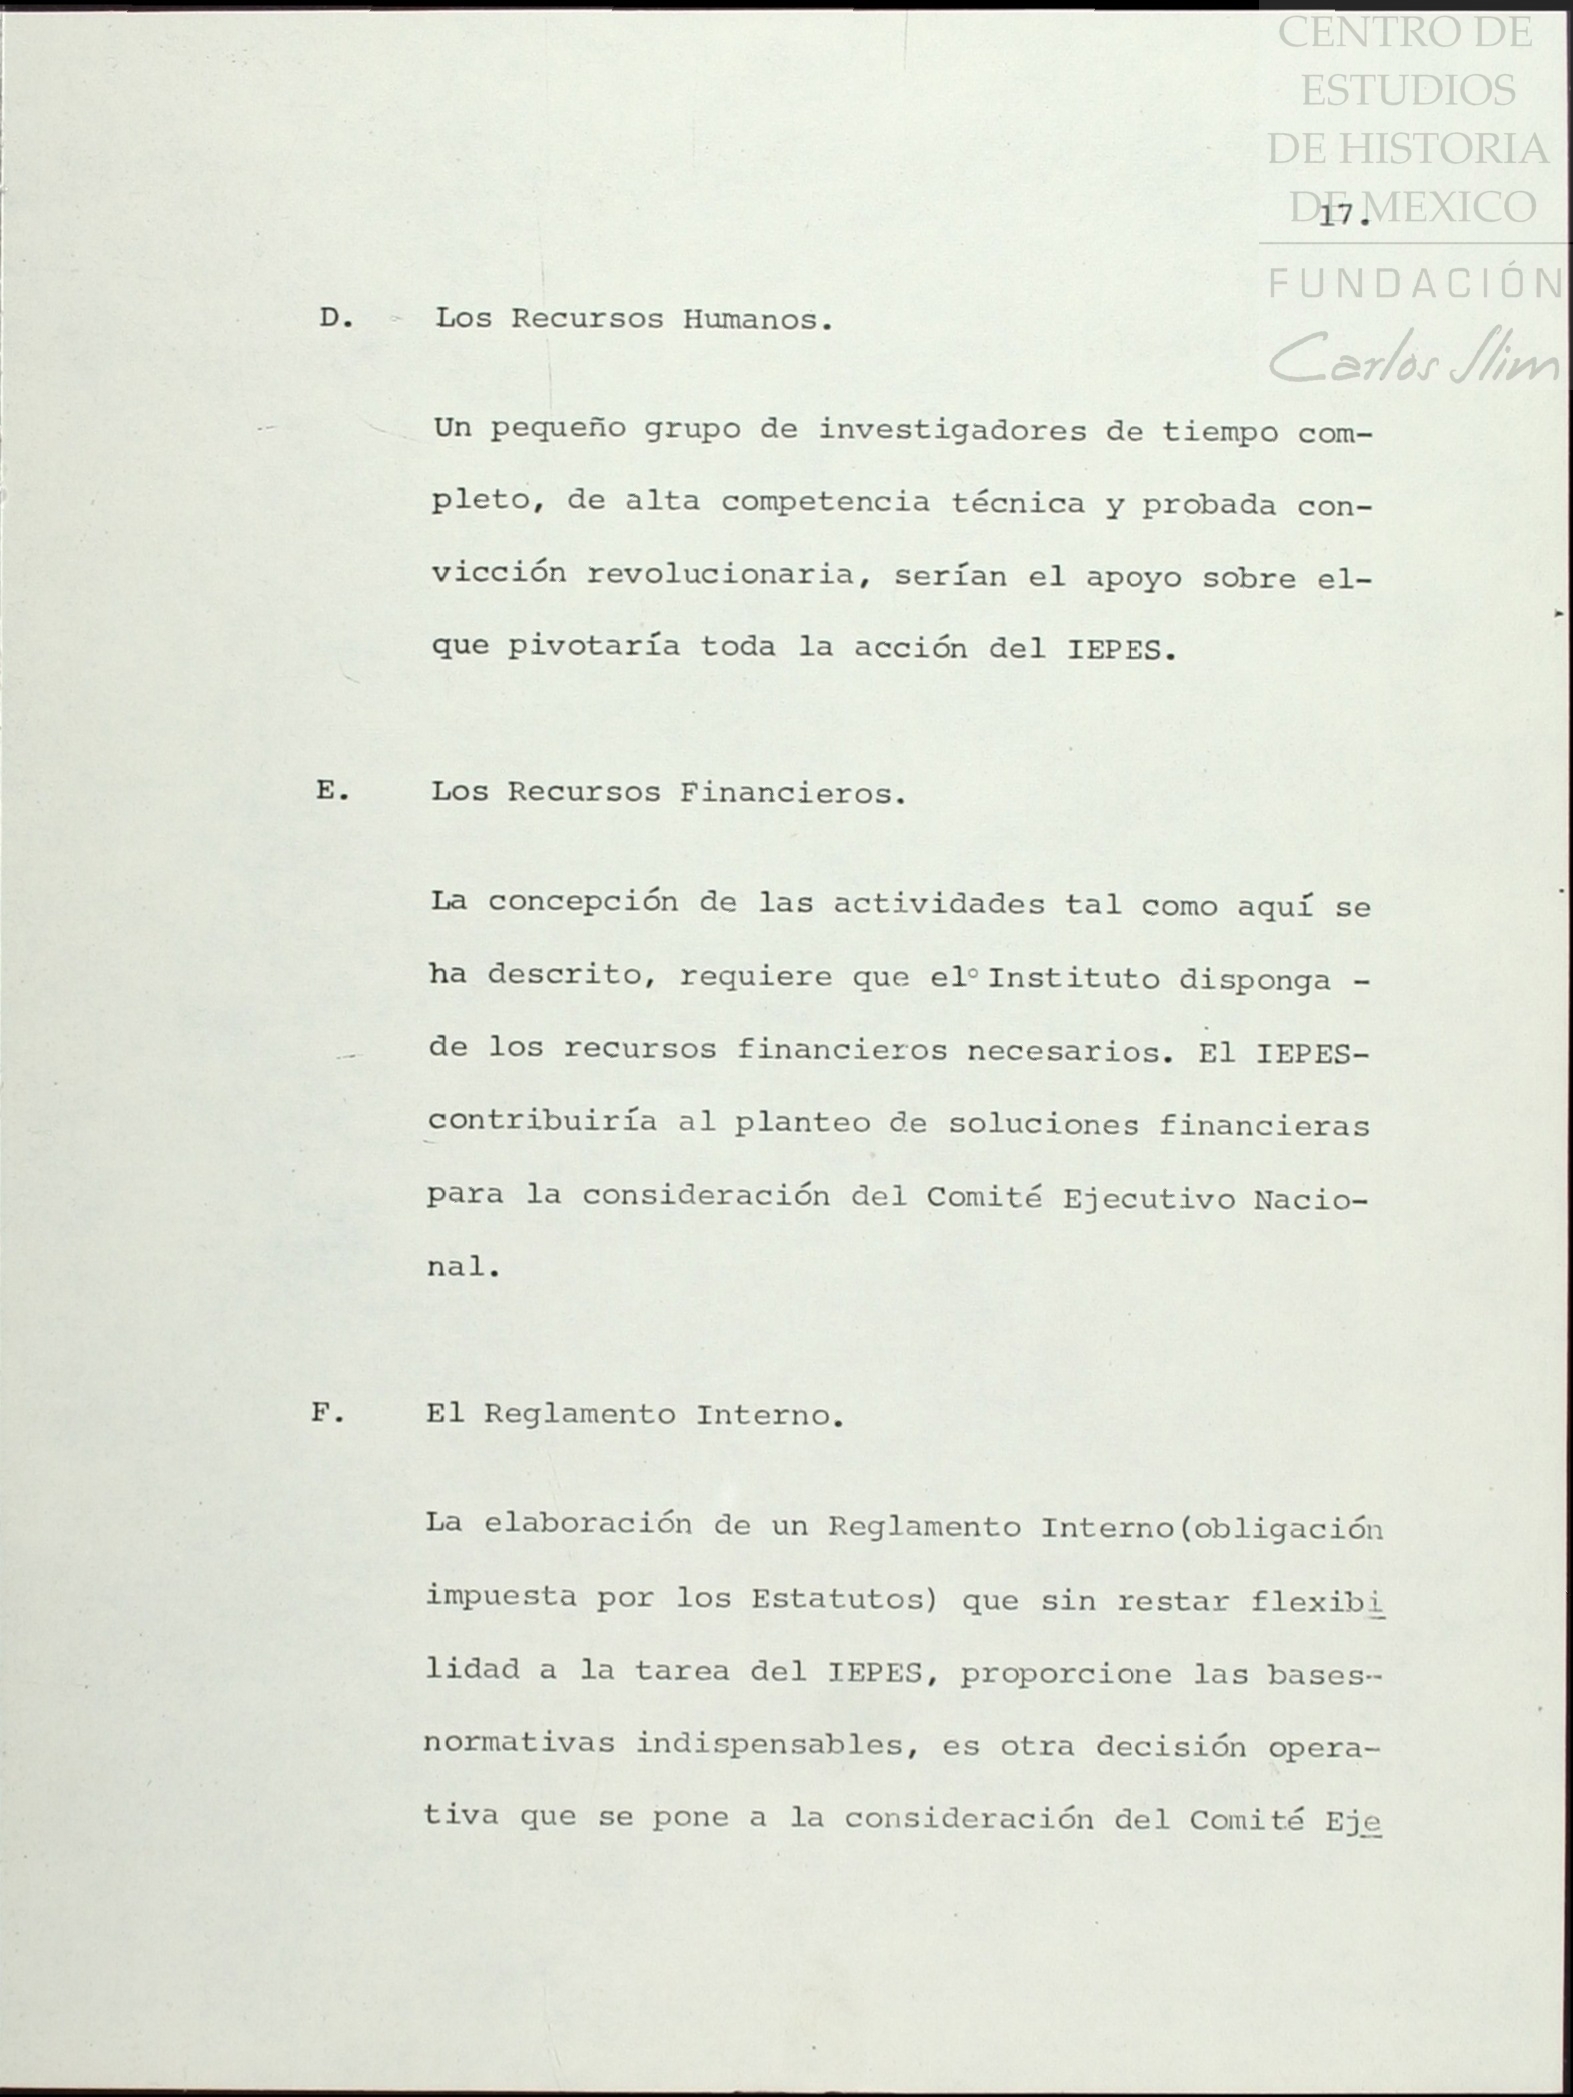 CENTRO DE
ESTUDIOS
DE HISTORIA
DE MEXICO
17.
FUNDACIÓN
Carlos Slim
D. Los Recursos Humanos.
Un pequeño grupo de investigadores de tiempo com-
pleto, de alta competencia técnica y probada con-
vicción revolucionaria, serían el apoyo sobre el-
que pivotaría toda la acción del IEPES.
E. Los Recursos Financieros.
La concepción de las actividades tal como aquí se
ha descrito, requiere que el Instituto disponga -
de los recursos financieros necesarios. El IEPES-
contribuiría al planteo de soluciones financieras
para la consideración del Comité Ejecutivo Nacio-
nal.
F. El Reglamento Interno.
La elaboración de un Reglamento Interno(obligación
impuesta por los Estatutos) que sin restar flexibi
lidad a la tarea del IEPES, proporcione las bases--
normativas indispensables, es otra decisión opera-
tiva que se pone a la consideración del Comité Eje